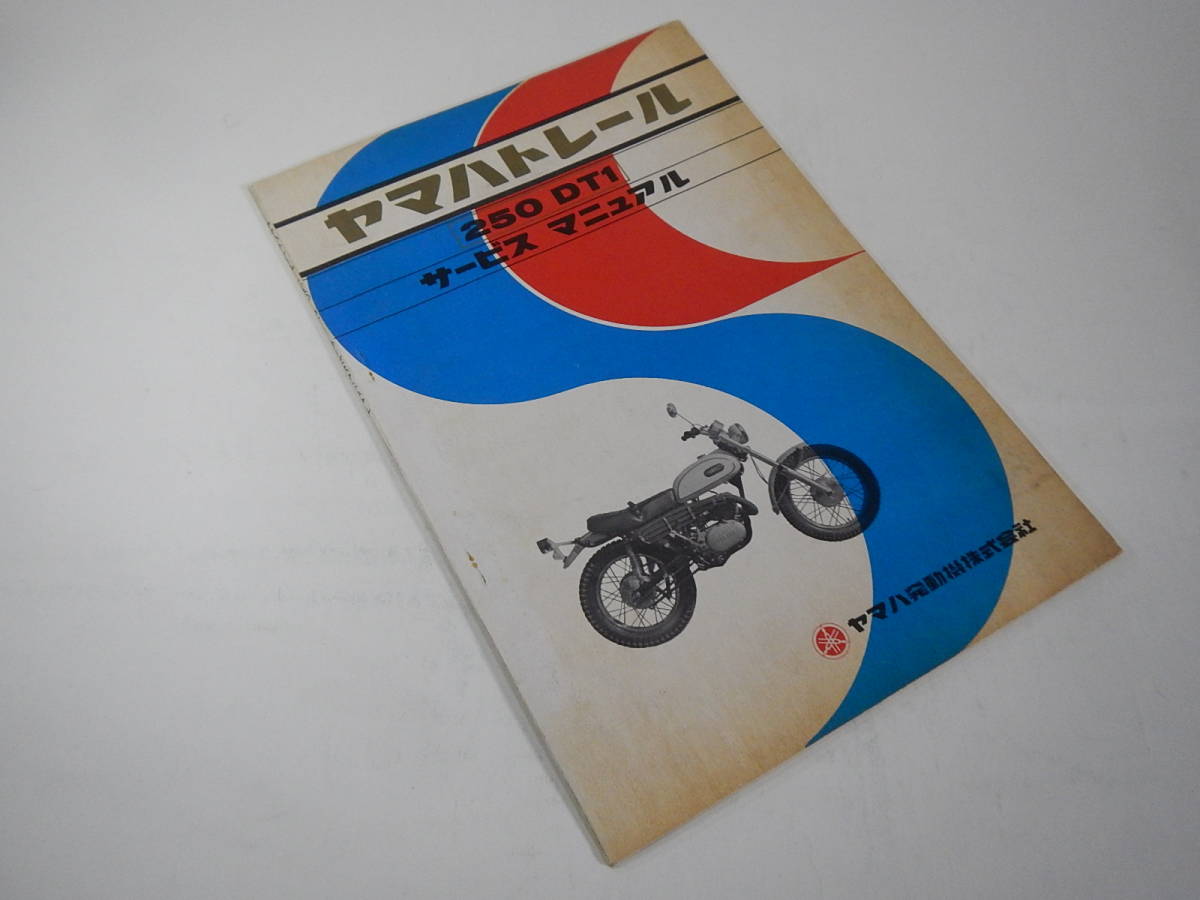 ヤマハトレール
250 DT1
サービス マニュアル
ヤマハ発動機株式会社